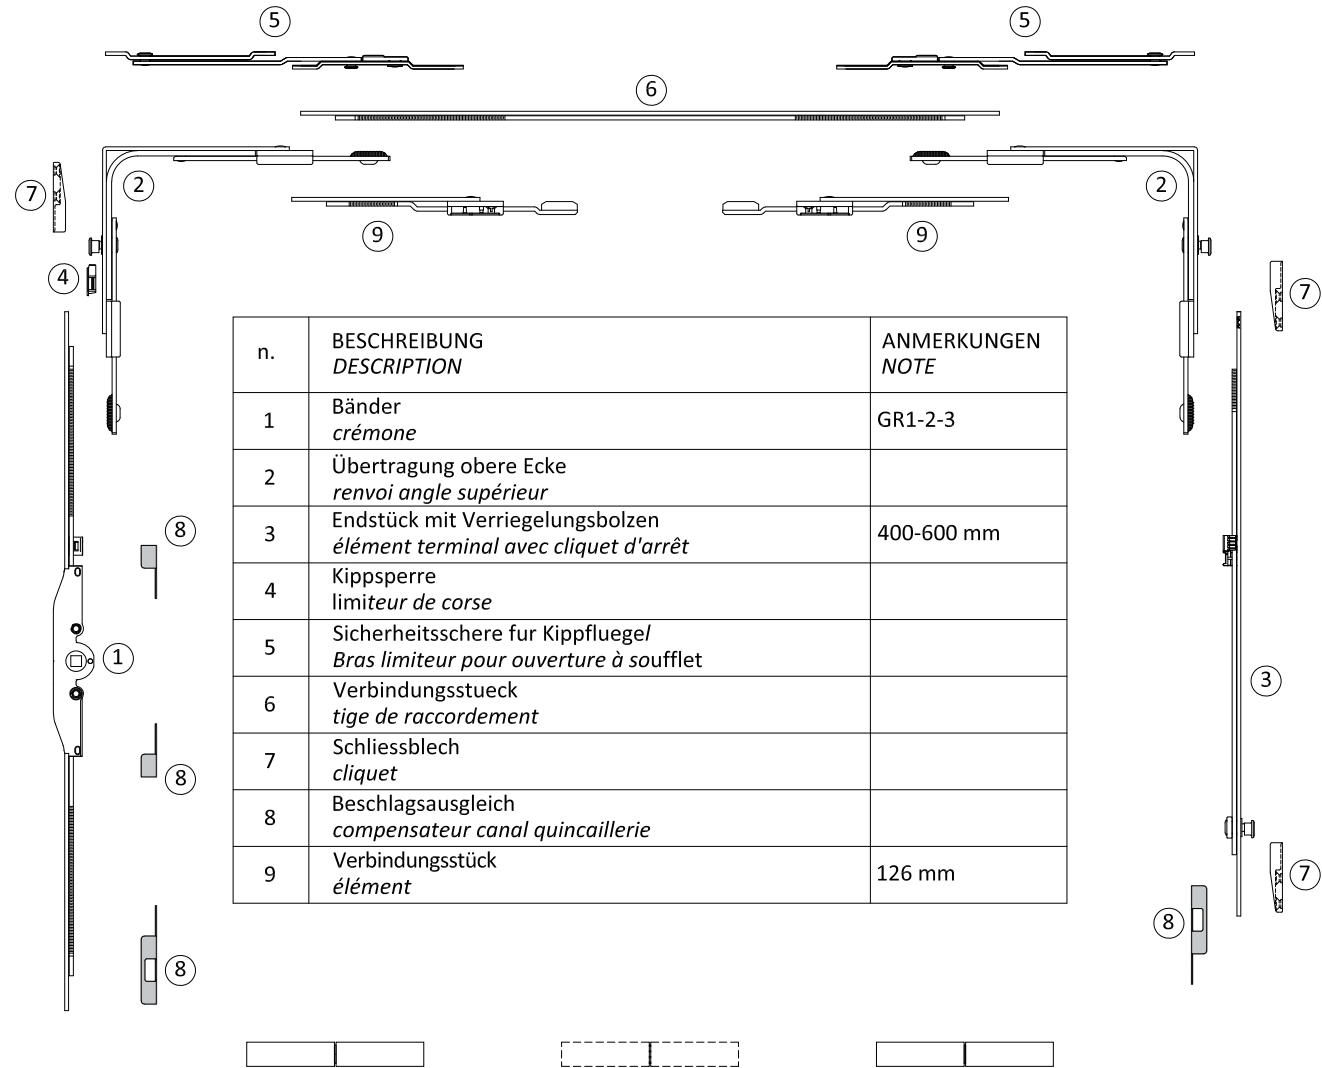 5
5
6
7
2
2
9
9
4
7
n.
BESCHREIBUNG
DESCRIPTION
ANMERKUNGEN
NOTE
1
Bänder
crémone
GR1-2-3
2
Übertragung obere Ecke
renvoi angle supérieur
3
Endstück mit Verriegelungsbolzen
élément terminal avec cliquet d'arrêt
400-600 mm
4
Kippsperre
limiteur de corse
5
Sicherheitsschere fur Kippfluegel
Bras limiteur pour ouverture à soufflet
6
Verbindungsstueck
tige de raccordement
7
Schliessblech
cliquet
8
Beschlagsausgleich
compensateur canal quincaillerie
9
Verbindungsstück
élément
126 mm
8
1
3
8
7
8
8